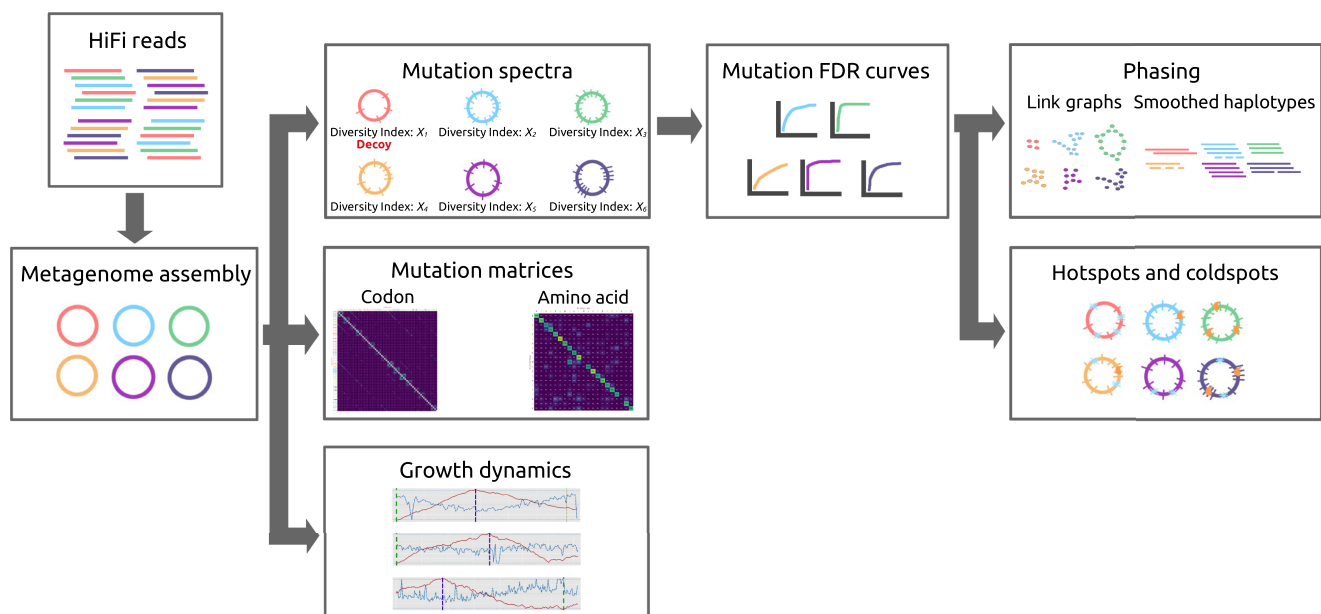 HiFi reads
Metagenome assembly
Mutation spectra
Diversity Index: X₁ Diversity Index: X₂ Diversity Index: X₃
Decoy
Diversity Index: X₄ Diversity Index: X₅ Diversity Index: X₆
Mutation matrices
Codon Amino acid
Growth dynamics
Mutation FDR curves
Phasing
Link graphs Smoothed haplotypes
Hotspots and coldspots